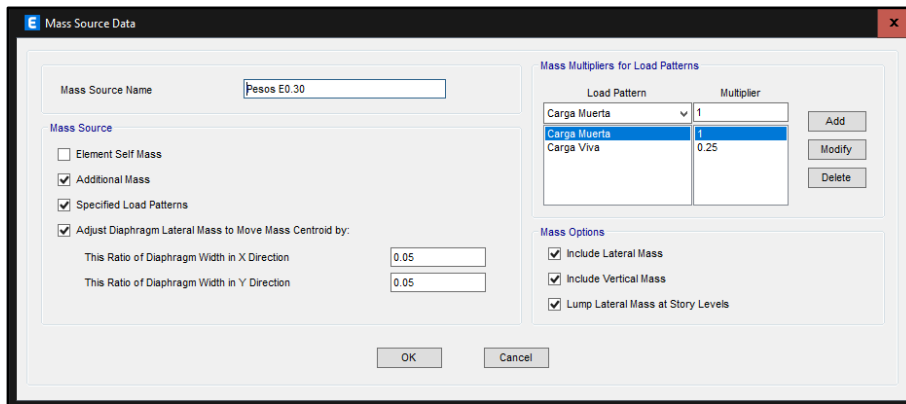 E Mass Source Data x
Mass Source Name Pesos E0.30
Mass Source
Element Self Mass
Additional Mass
Specified Load Patterns
Adjust Diaphragm Lateral Mass to Move Mass Centroid by:
This Ratio of Diaphragm Width in X Direction 0.05
This Ratio of Diaphragm Width in Y Direction 0.05
Mass Multipliers for Load Patterns
Load Pattern Multiplier
Carga Muerta 1
Carga Muerta 1
Carga Viva 0.25
Add
Modify
Delete
Mass Options
Include Lateral Mass
Include Vertical Mass
Lump Lateral Mass at Story Levels
OK Cancel